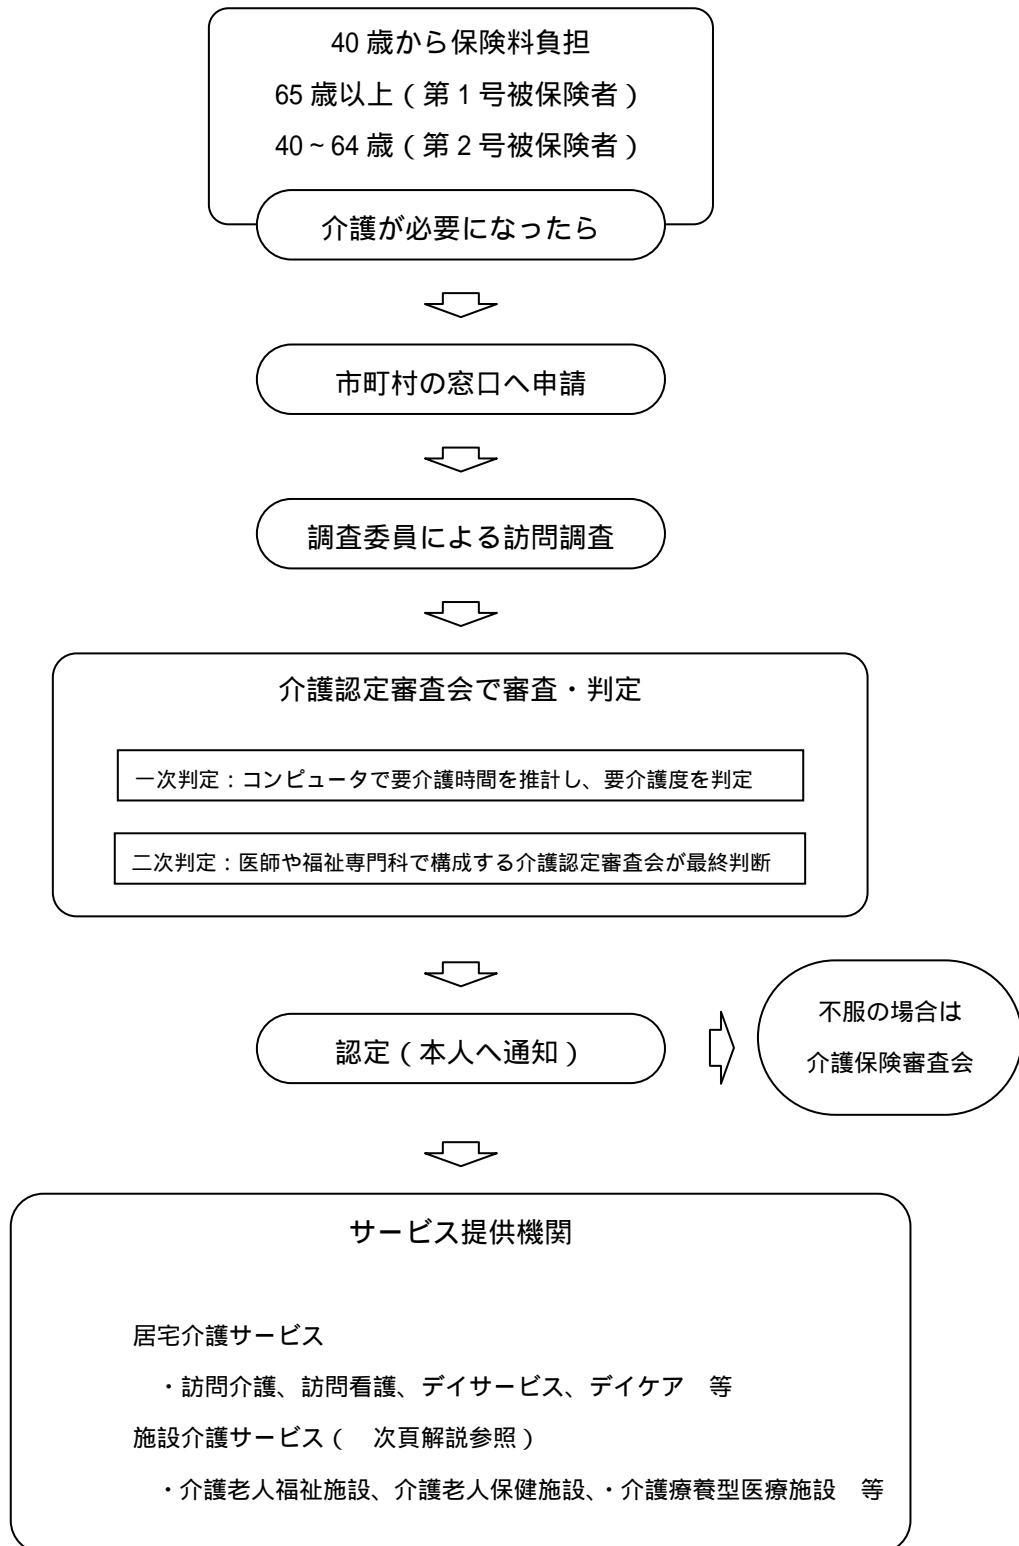 40 歳から保険料負担
65 歳以上（第 1 号被保険者）
40 ~ 64 歳（第 2 号被保険者）
介護が必要になったら
市町村の窓口へ申請
調査委員による訪問調査
介護認定審査会で審査・判定
一次判定：コンピュータで要介護時間を推計し、要介護度を判定
二次判定：医師や福祉専門科で構成する介護認定審査会が最終判断
認定（本人へ通知）
不服の場合は
介護保険審査会
サービス提供機関
居宅介護サービス
・訪問介護、訪問看護、デイサービス、デイケア　等
施設介護サービス（　次頁解説参照）
・介護老人福祉施設、介護老人保健施設、・介護療養型医療施設　等